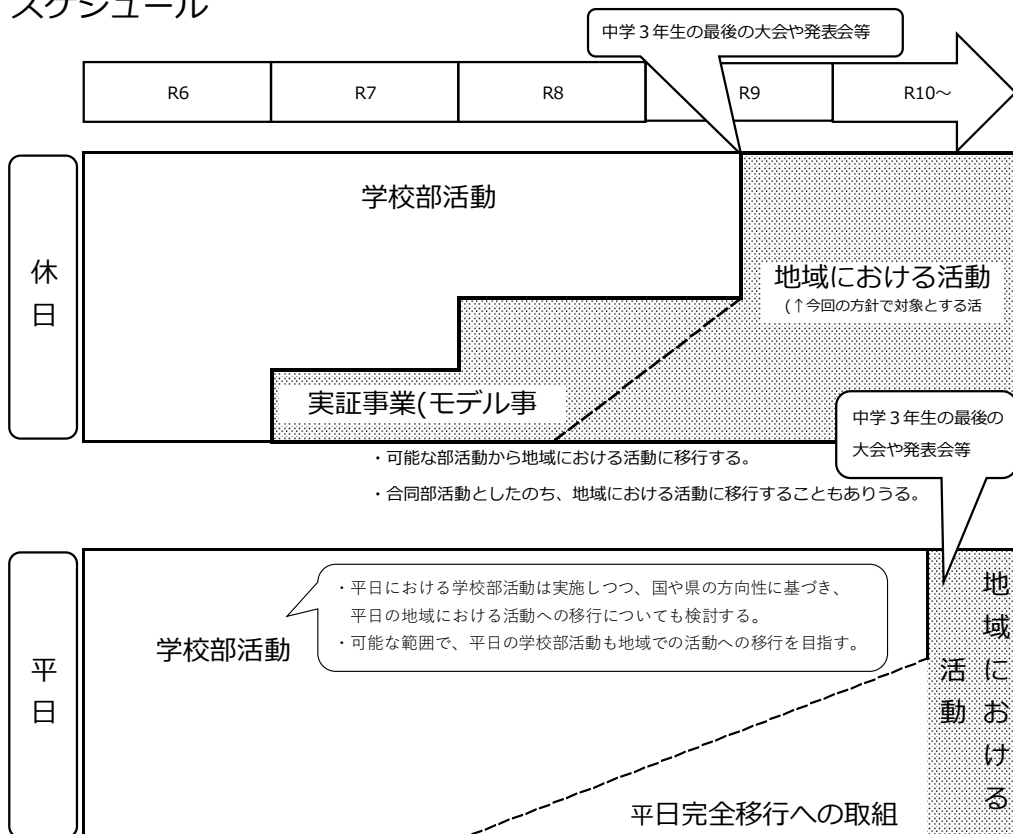 スケジュール
中学３年生の最後の大会や発表会等
R6
R7
R8
R9
R10～
休日
学校部活動
地域における活動
(↑今回の方針で対象とする活
実証事業(モデル事
・可能な部活動から地域における活動に移行する。
・合同部活動としたのち、地域における活動に移行することもありうる。
中学３年生の最後の
大会や発表会等
平日
・平日における学校部活動は実施しつつ、国や県の方向性に基づき、
平日の地域における活動への移行についても検討する。
・可能な範囲で、平日の学校部活動も地域での活動への移行を目指す。
学校部活動
地域における
活動
平日完全移行への取組